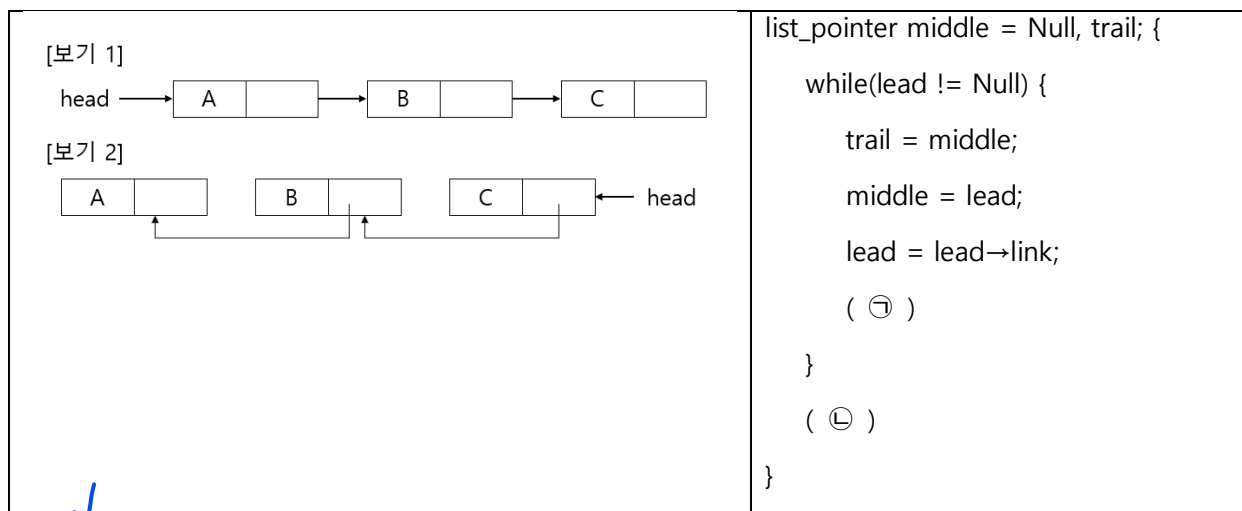 [보기 1]
head A B C
[보기 2]
A B C head
list_pointer middle = Null, trail; {
while(lead != Null) {
trail = middle;
middle = lead;
lead = lead→link;
( ㉠ )
}
( ㉡ )
}